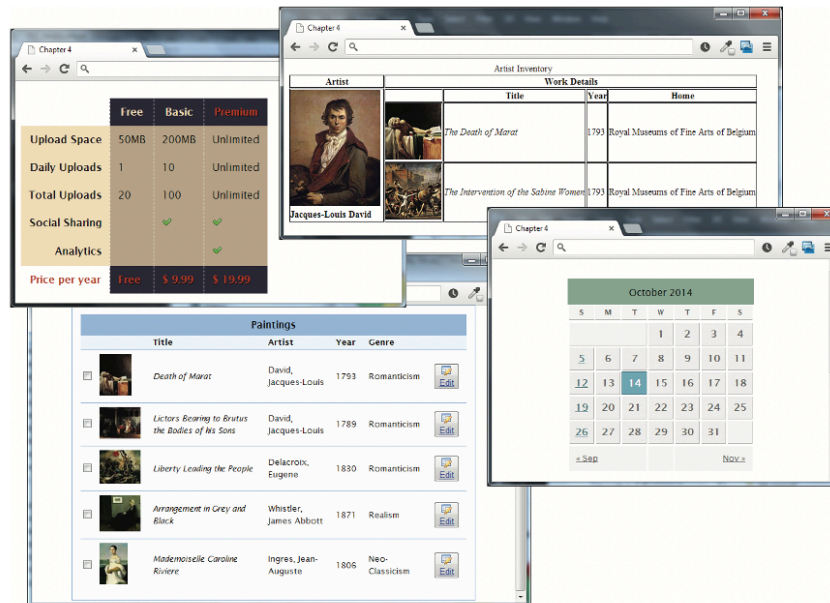 Chapter 4
Free Basic Premium
Upload Space 50MB 200MB Unlimited
Daily Uploads 1 10 Unlimited
Total Uploads 20 100 Unlimited
Social Sharing
Analytics
Price per year Free $ 9.99 $ 19.99
Chapter 4
Artist Inventory
Artist Work Details
Title Year Home
The Death of Marat 1793 Royal Museums of Fine Arts of Belgium
The Intervention of the Sabine Women 1793 Royal Museums of Fine Arts of Belgium
Jacques-Louis David
Chapter 4
October 2014
S M T W T F S
1 2 3 4
5 6 7 8 9 10 11
12 13 14 15 16 17 18
19 20 21 22 23 24 25
26 27 28 29 30 31
« Sep Nov »
Paintings
Title Artist Year Genre
Death of Marat David, Jacques-Louis 1793 Romanticism Edit
Lictors Bearing to Brutus the Bodies of his Sons David, Jacques-Louis 1789 Romanticism Edit
Liberty Leading the People Delacroix, Eugene 1830 Romanticism Edit
Arrangement in Grey and Black Whistler, James Abbott 1871 Realism Edit
Mademoiselle Caroline Riviere Ingres, Jean-Auguste 1806 Neo-Classicism Edit